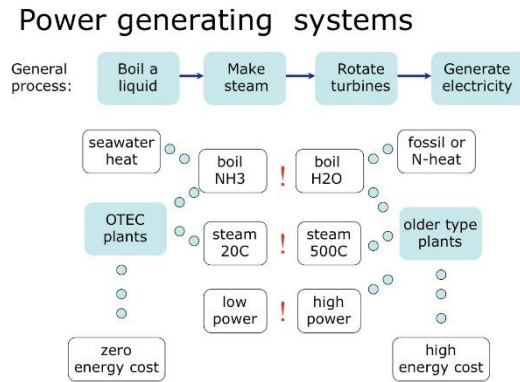 Power generating systems
General process:
Boil a liquid
Make steam
Rotate turbines
Generate electricity
seawater heat
boil NH3
!
boil H2O
fossil or N-heat
OTEC plants
steam 20C
!
steam 500C
older type plants
low power
!
high power
zero energy cost
high energy cost